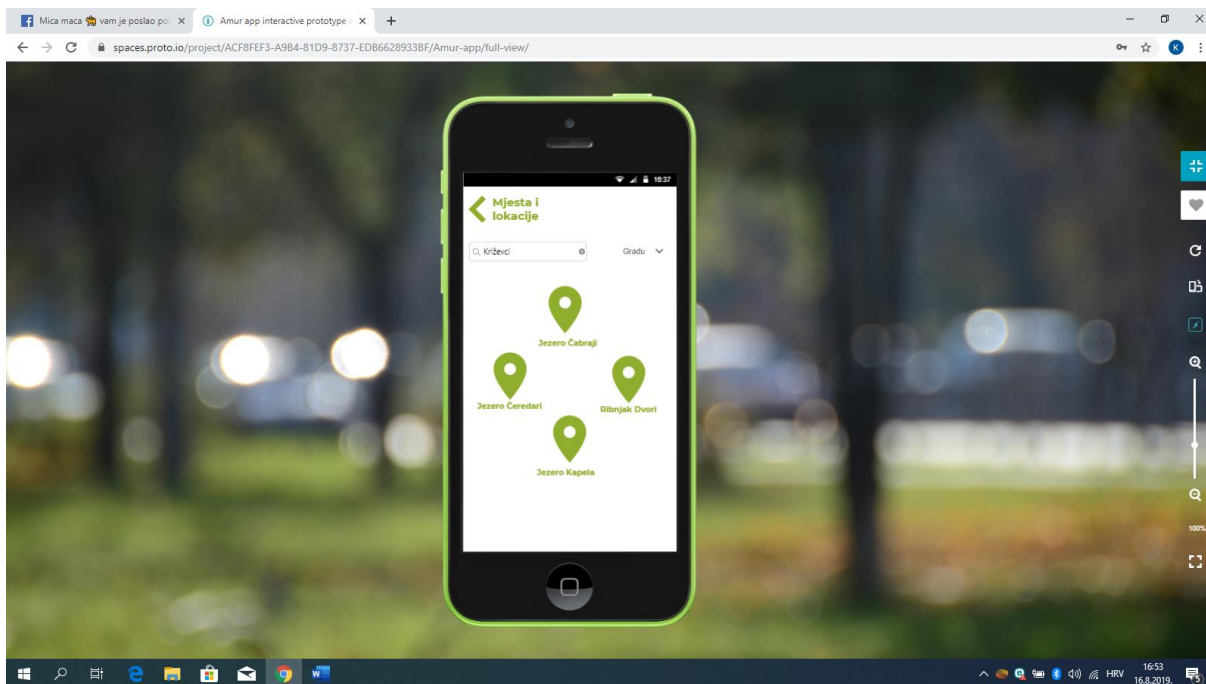 Mica maca vam je poslao por
Amur app interactive prototype c
spaces.proto.io/project/ACF8FEF3-A9B4-81D9-8737-EDB6628933BF/Amur-app/full-view/
K
16:37
Mjesta i
lokacije
Križevci
Gradu
Jezero Čabraji
Jezero Čeredari
Ribnjak Dvori
Jezero Kapela
100%
HRV
16:53
16.8.2019.
5